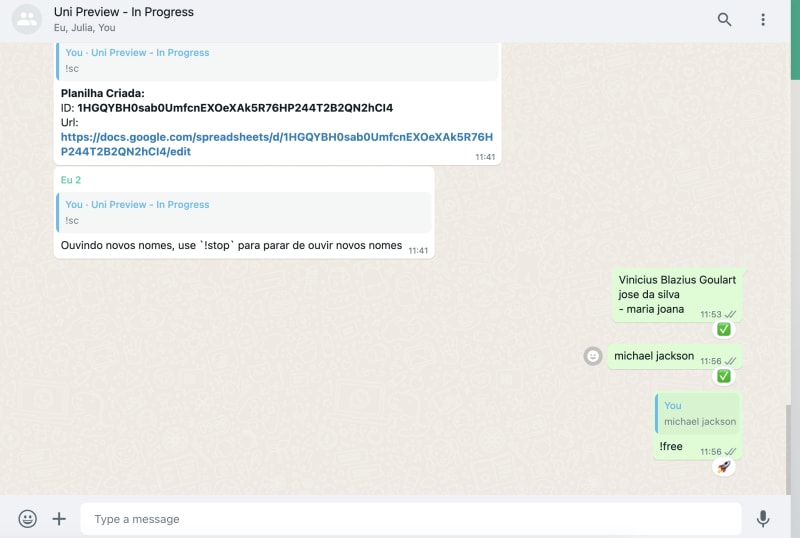 Uni Preview - In Progress
Eu, Julia, You
You · Uni Preview - In Progress
!sc
Planilha Criada:
ID: 1HGQYBH0sab0UmfcnEXOeXAk5R76HP244T2B2QN2hCI4
Url:
https://docs.google.com/spreadsheets/d/1HGQYBH0sab0UmfcnEXOeXAk5R76H
P244T2B2QN2hCI4/edit
11:41
Eu 2
You · Uni Preview - In Progress
!sc
Ouvindo novos nomes, use `!stop` para parar de ouvir novos nomes 11:41
Vinicius Blazius Goulart
jose da silva
- maria joana 11:53
michael jackson 11:56
You
michael jackson
!free 11:56
Type a message